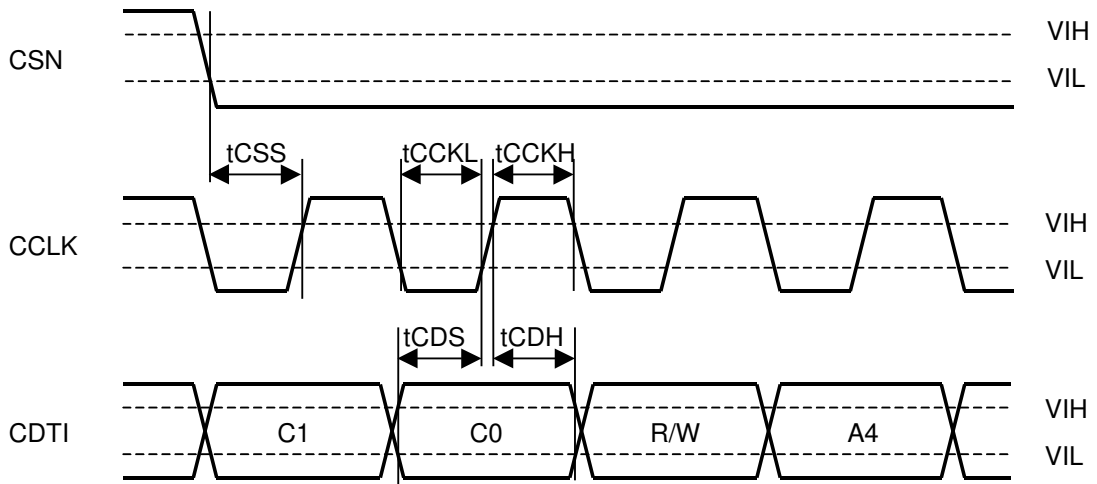 CSN
VIH
VIL
tCSS
tCCKL
tCCKH
CCLK
VIH
VIL
tCDS
tCDH
CDTI
C1
C0
R/W
A4
VIH
VIL